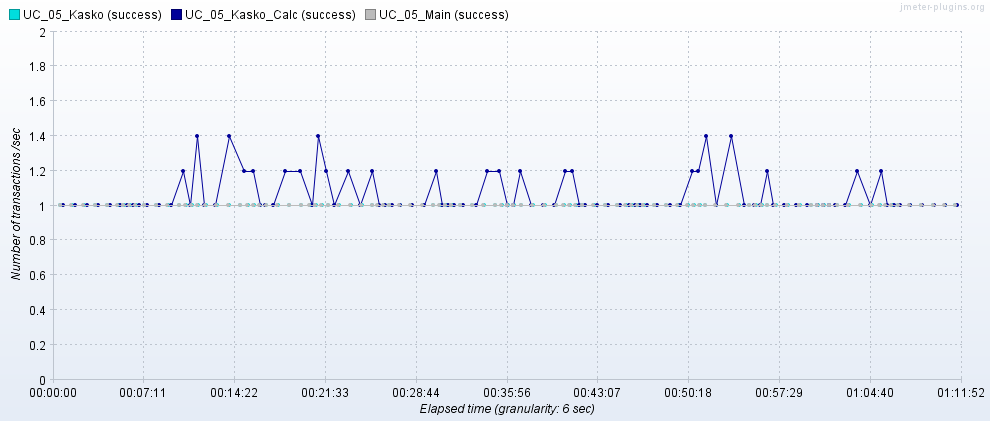 UC_05_Kasko (success) UC_05_Kasko_Calc (success) UC_05_Main (success)
jmeter-plugins.org
2
1.8
1.6
1.4
1.2
1
0.8
0.6
0.4
0.2
0
Number of transactions /sec
00:00:00 00:07:11 00:14:22 00:21:33 00:28:44 00:35:56 00:43:07 00:50:18 00:57:29 01:04:40 01:11:52
Elapsed time (granularity: 6 sec)